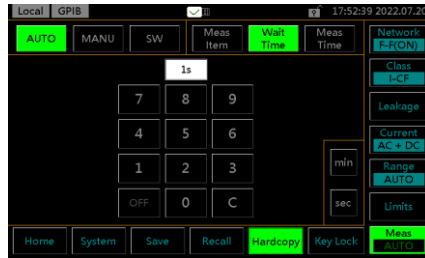 Local GPIB 17:52:39 2022.07.20
AUTO MANU SW Meas Item Wait Time Meas Time
Network F-F(ON)
1s
Class I-CF
7 8 9
Leakage
4 5 6
Current AC + DC
1 2 3 min
Range AUTO
OFF 0 C sec
Limits
Home System Save Recall Hardcopy Key Lock
Meas AUTO